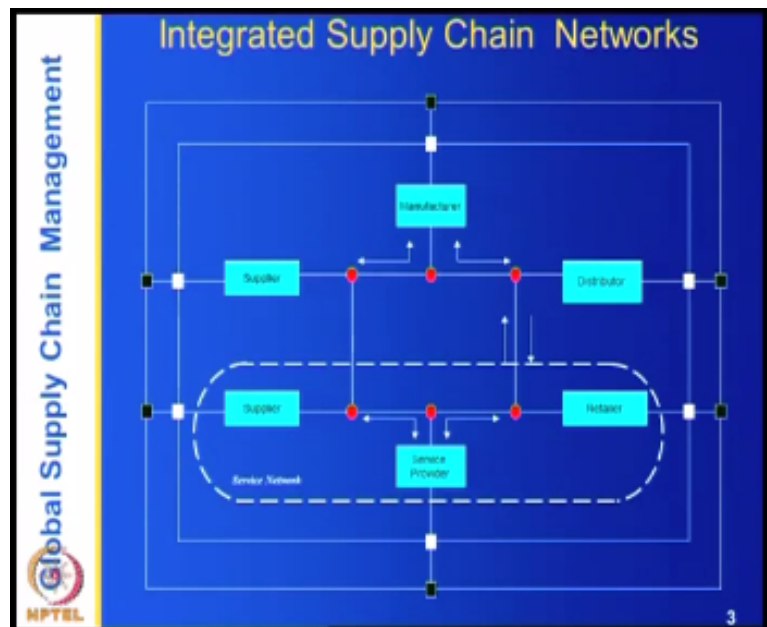 Integrated Supply Chain Networks
Global Supply Chain Management
Manufacturer
Supplier
Distributor
Supplier
Retailer
Service
Provider
Service Network
NPTEL
3